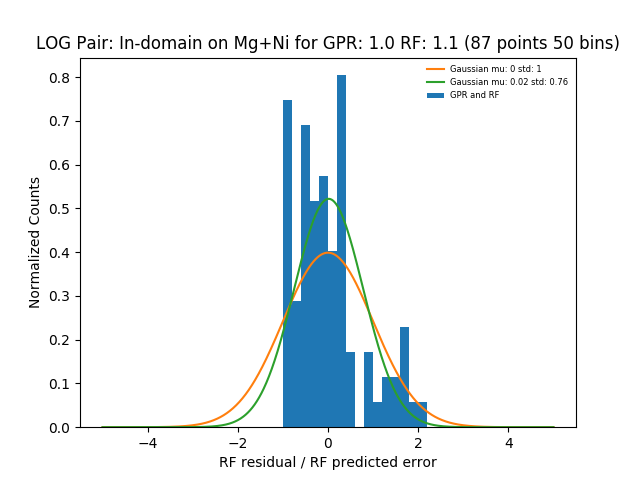 LOG Pair: In-domain on Mg+Ni for GPR: 1.0 RF: 1.1 (87 points 50 bins)
Gaussian mu: 0 std: 1
Gaussian mu: 0.02 std: 0.76
GPR and RF
Normalized Counts
0.8
0.7
0.6
0.5
0.4
0.3
0.2
0.1
0.0
−4 −2 0 2 4
RF residual / RF predicted error